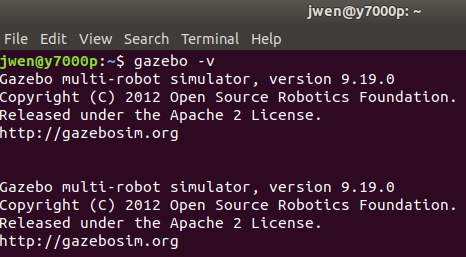 jwen@y7000p: ~
File Edit View Search Terminal Help
jwen@y7000p:~$ gazebo -v
Gazebo multi-robot simulator, version 9.19.0
Copyright (C) 2012 Open Source Robotics Foundation.
Released under the Apache 2 License.
http://gazebosim.org
Gazebo multi-robot simulator, version 9.19.0
Copyright (C) 2012 Open Source Robotics Foundation.
Released under the Apache 2 License.
http://gazebosim.org